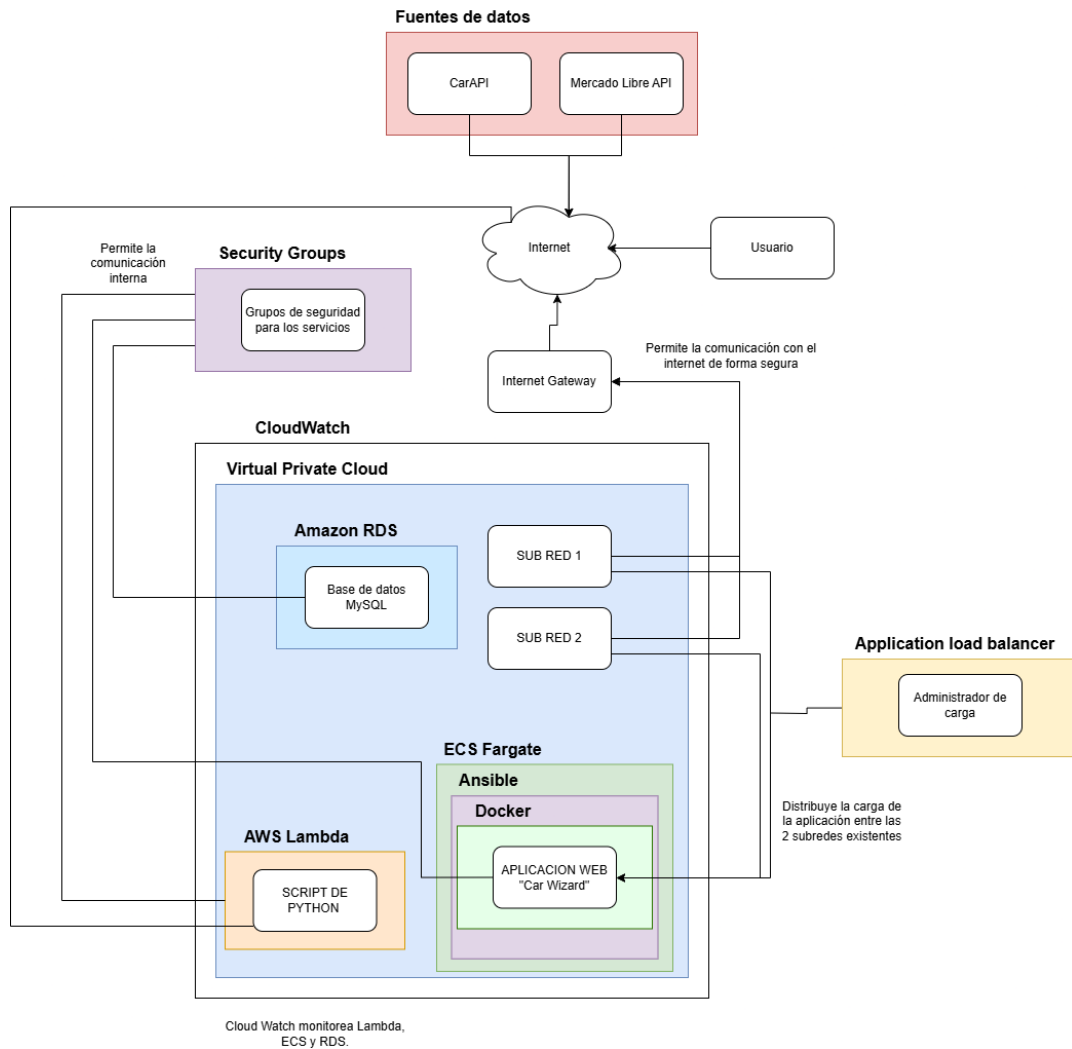 Fuentes de datos
CarAPI
Mercado Libre API
Internet
Usuario
Permite la
comunicación
interna
Security Groups
Grupos de seguridad
para los servicios
Internet Gateway
Permite la comunicación con el
internet de forma segura
CloudWatch
Virtual Private Cloud
Amazon RDS
Base de datos
MySQL
SUB RED 1
SUB RED 2
Application load balancer
Administrador de
carga
Distribuye la carga de
la aplicación entre las
2 subredes existentes
ECS Fargate
Ansible
Docker
APLICACION WEB
"Car Wizard"
AWS Lambda
SCRIPT DE
PYTHON
Cloud Watch monitorea Lambda,
ECS y RDS.